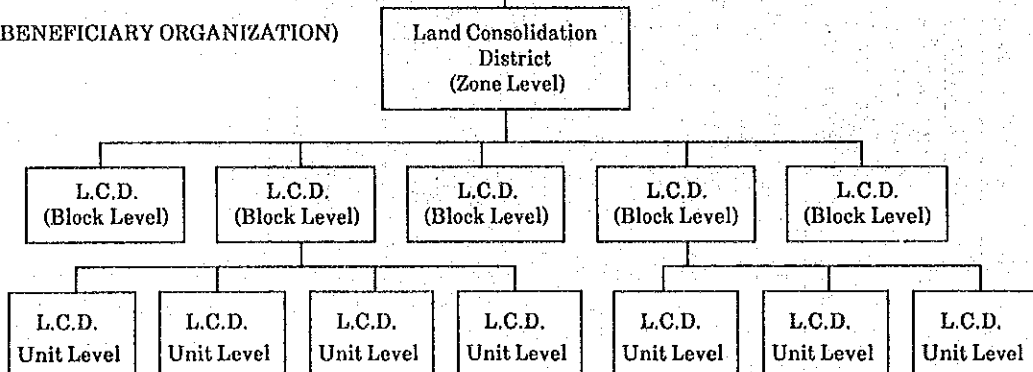 BENEFICIARY ORGANIZATION)
Land Consolidation
District
(Zone Level)
L.C.D.
(Block Level)
L.C.D.
(Block Level)
L.C.D.
(Block Level)
L.C.D.
(Block Level)
L.C.D.
(Block Level)
L.C.D.
Unit Level
L.C.D.
Unit Level
L.C.D.
Unit Level
L.C.D.
Unit Level
L.C.D.
Unit Level
L.C.D.
Unit Level
L.C.D.
Unit Level